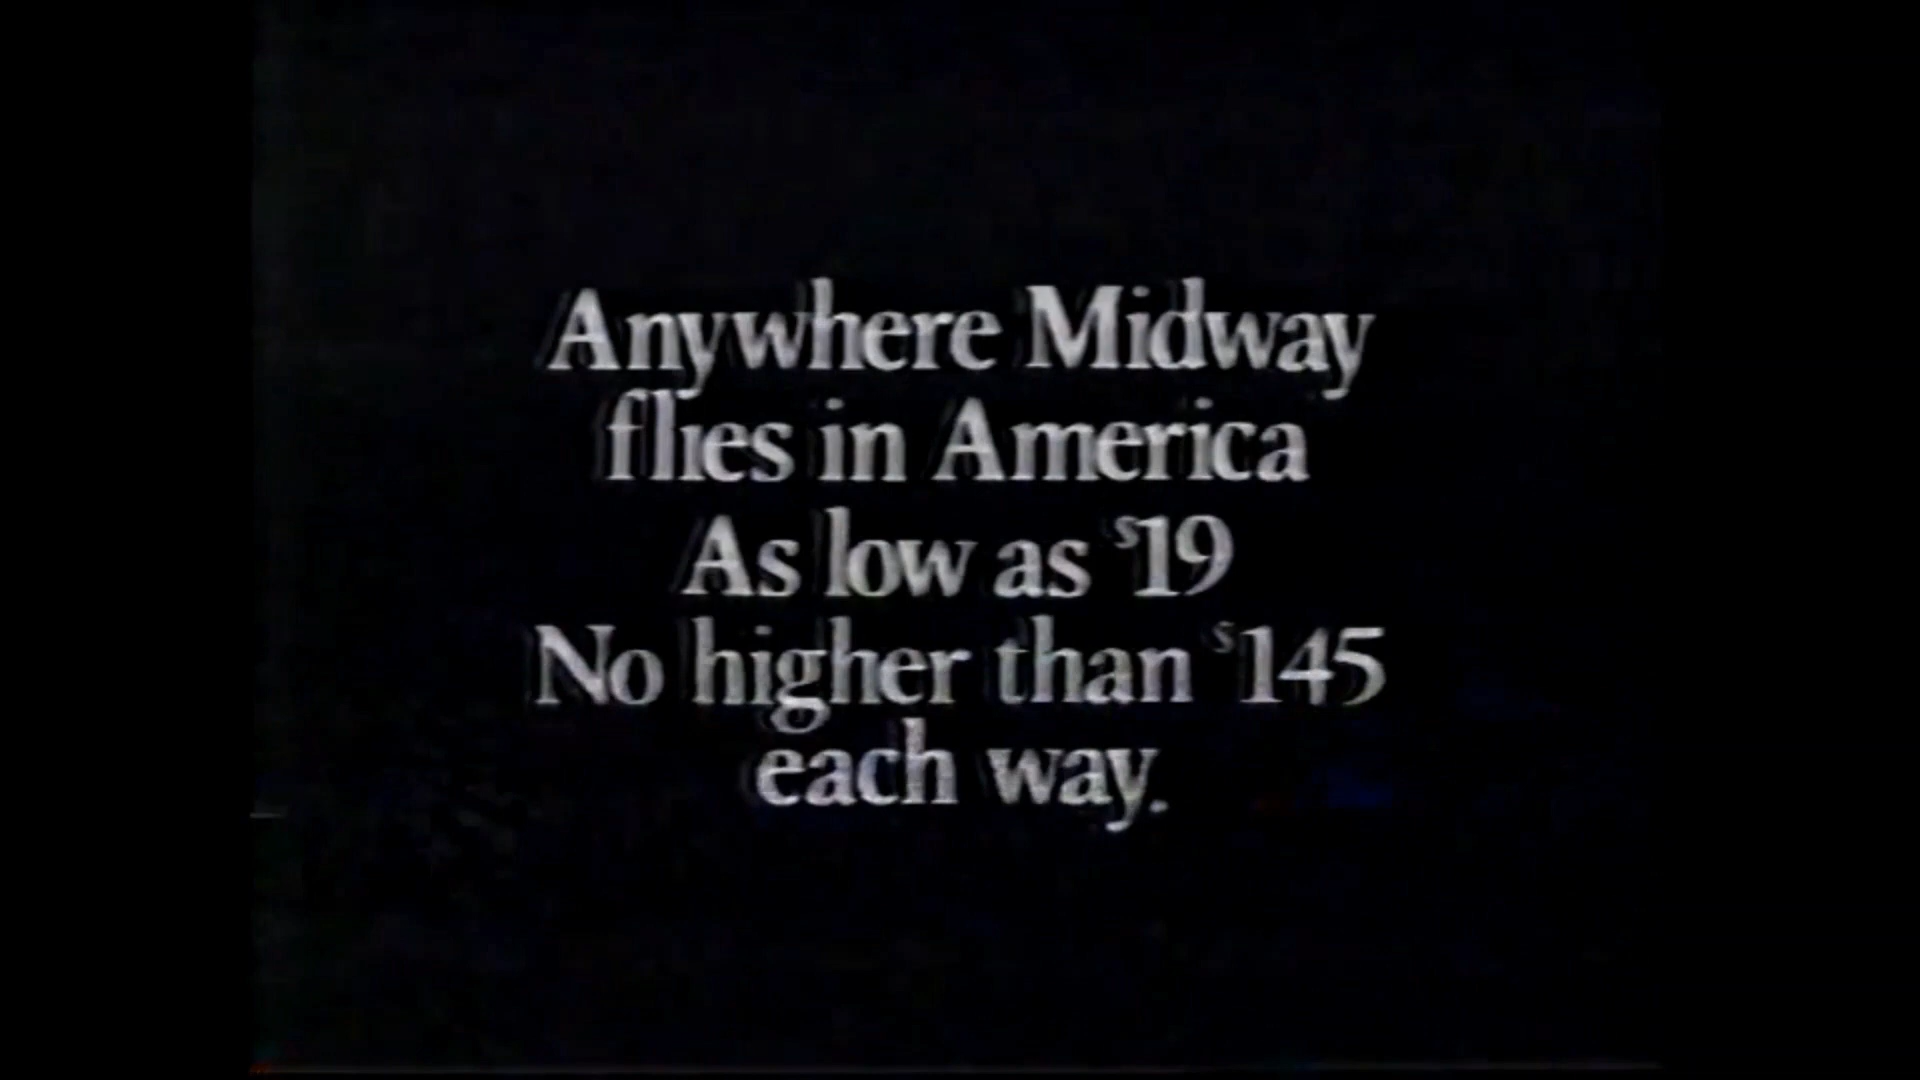 Anywhere Midway
flies in America
As low as $19
No higher than $145
each way.